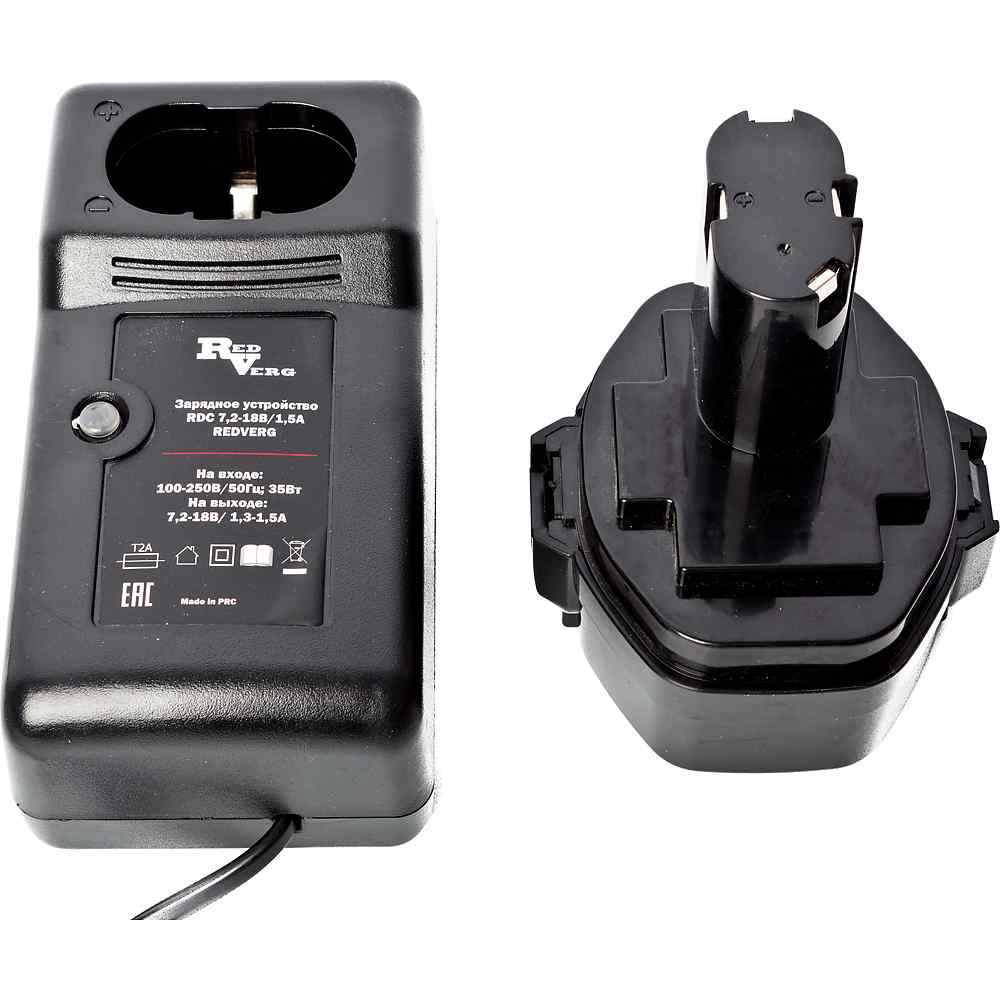 RED
VERG
Зарядное устройство
RDC 7,2-18В/1,5А
REDVERG
На входе:
100-250В/50Гц; 35Вт
На выходе:
7,2-18В/ 1,3-1,5А
T2A
EAC
Made in PRC